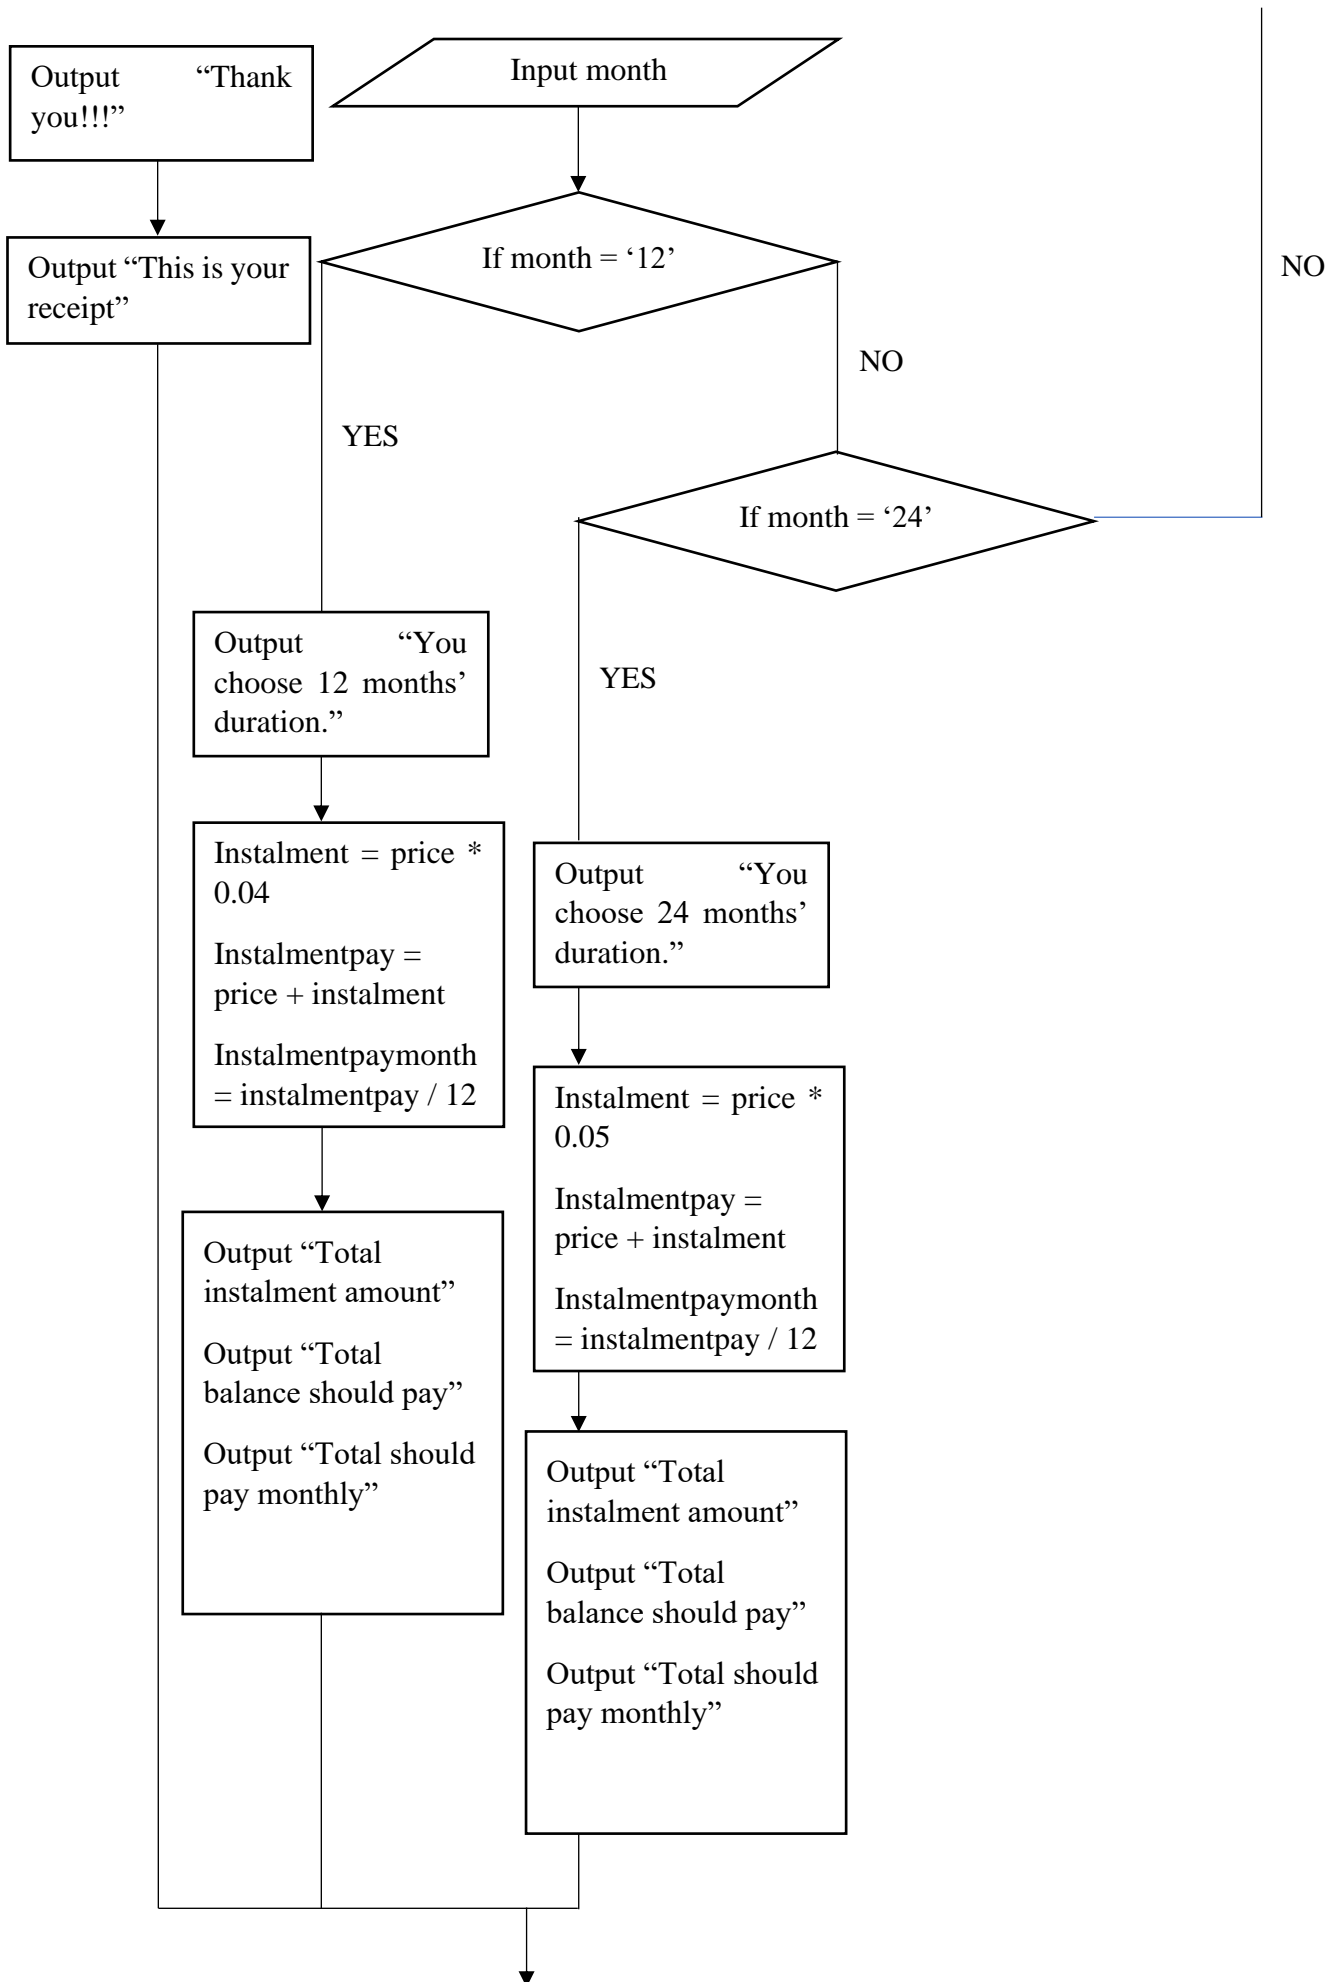 Output “Thank
you!!!”
Input month
Output “This is your
receipt”
If month = ‘12’
NO
NO
YES
If month = ‘24’
Output “You
choose 12 months’
duration.”
YES
Instalment = price *
0.04
Instalmentpay =
price + instalment
Instalmentpaymonth
= instalmentpay / 12
Output “You
choose 24 months’
duration.”
Instalment = price *
0.05
Instalmentpay =
price + instalment
Instalmentpaymonth
= instalmentpay / 12
Output “Total
instalment amount”
Output “Total
balance should pay”
Output “Total should
pay monthly”
Output “Total
instalment amount”
Output “Total
balance should pay”
Output “Total should
pay monthly”